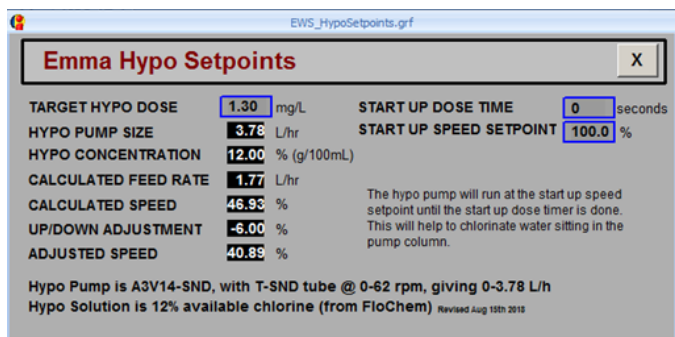 EWS_HypoSetpoints.grf
Emma Hypo Setpoints
X
TARGET HYPO DOSE 1.30 mg/L
HYPO PUMP SIZE 3.78 L/hr
HYPO CONCENTRATION 12.00 % (g/100mL)
CALCULATED FEED RATE 1.77 L/hr
CALCULATED SPEED 46.93 %
UP/DOWN ADJUSTMENT -6.00 %
ADJUSTED SPEED 40.89 %
START UP DOSE TIME 0 seconds
START UP SPEED SETPOINT 100.0 %
The hypo pump will run at the start up speed
setpoint until the start up dose timer is done.
This will help to chlorinate water sitting in the
pump column.
Hypo Pump is A3V14-SND, with T-SND tube @ 0-62 rpm, giving 0-3.78 L/h
Hypo Solution is 12% available chlorine (from FloChem) Revised Aug 15th 2018